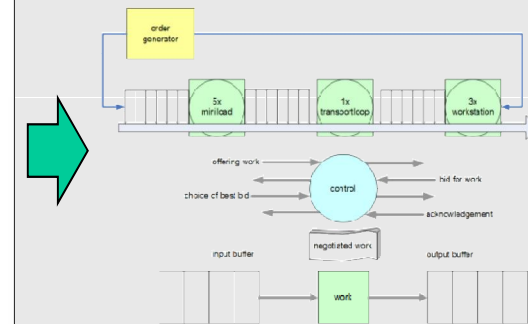 order
generator
5x
miniload
1x
transportloop
3x
workstation
offering work
bid for work
control
choice of best bid
acknowledgement
negotiated work
input buffer
output buffer
work